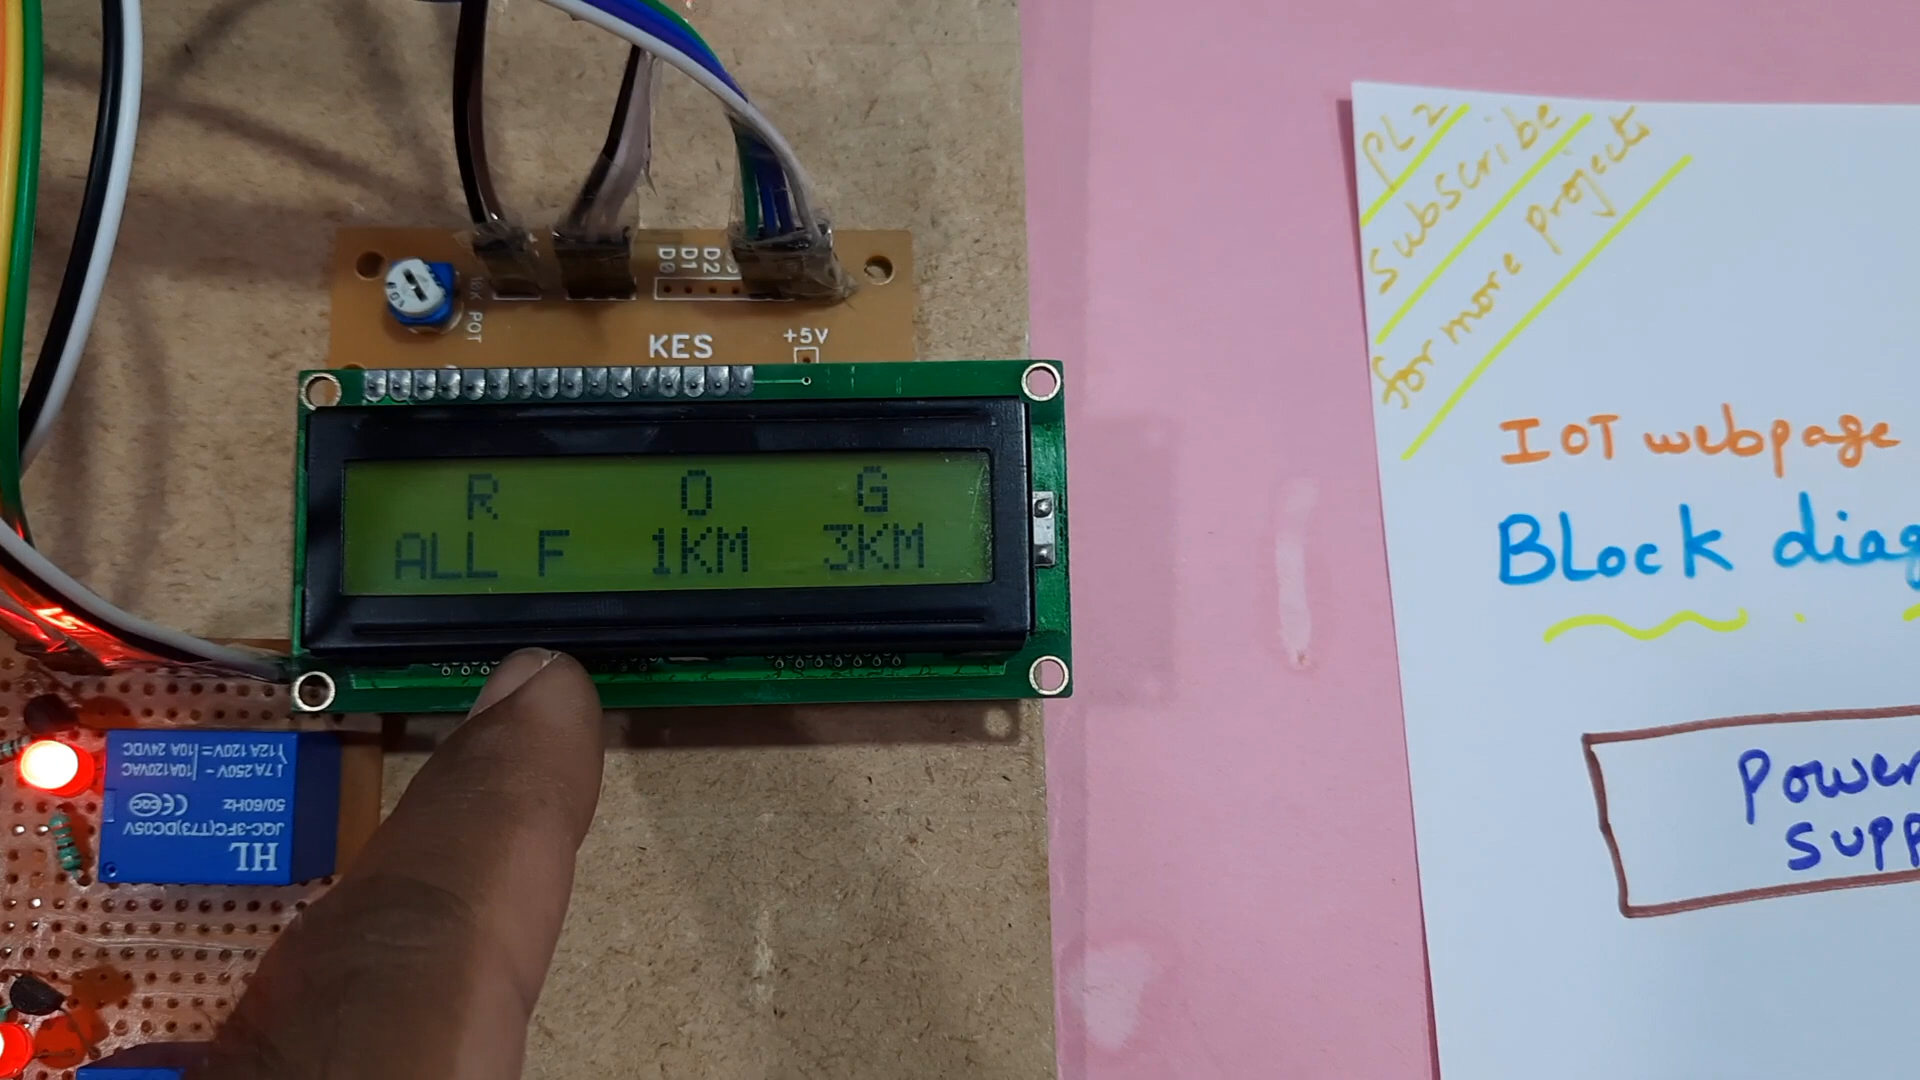 PLZ
Subscribe
for more projects
D0
D1
D2
10K POT
KES
+5V
R O G
ALL F 1KM 3KM
IOT webpage
Block diag
Power
supp
HL
JQC-3FC(T73)DC05V
50/60Hz
7A 250V~ 10A120VAC
12A 120V 10A 24VDC